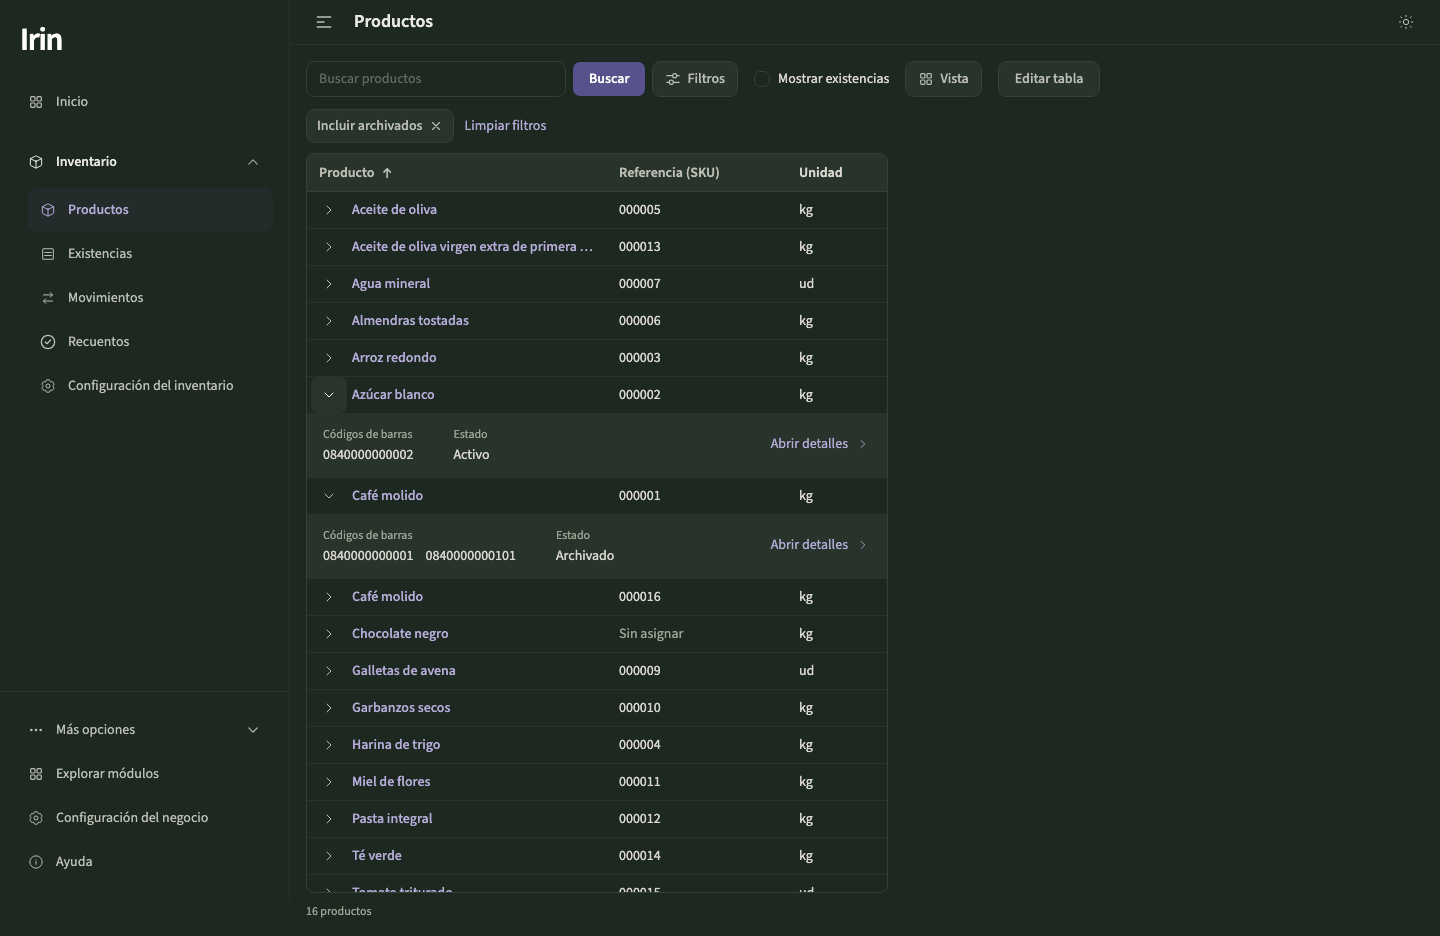 Irin
Productos
Inicio
Inventario
Productos
Existencias
Movimientos
Recuentos
Configuración del inventario
Más opciones
Explorar módulos
Configuración del negocio
Ayuda
Buscar productos Buscar Filtros Mostrar existencias Vista Editar tabla
Incluir archivados Limpiar filtros
Producto Referencia (SKU) Unidad
Aceite de oliva 000005 kg
Aceite de oliva virgen extra de primera ... 000013 kg
Agua mineral 000007 ud
Almendras tostadas 000006 kg
Arroz redondo 000003 kg
Azúcar blanco 000002 kg
Códigos de barras Estado
0840000000002 Activo Abrir detalles
Café molido 000001 kg
Códigos de barras Estado
0840000000001 0840000000101 Archivado Abrir detalles
Café molido 000016 kg
Chocolate negro Sin asignar kg
Galletas de avena 000009 ud
Garbanzos secos 000010 kg
Harina de trigo 000004 kg
Miel de flores 000011 kg
Pasta integral 000012 kg
Té verde 000014 kg
Tomate triturado 000015 ud
16 productos